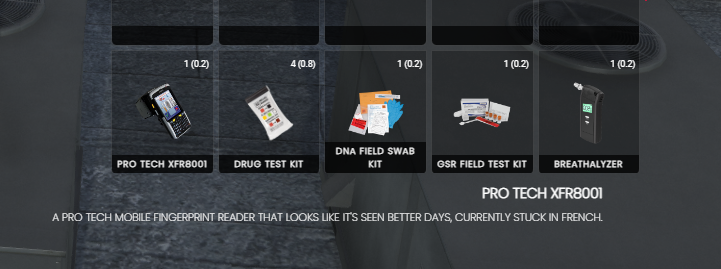 1 (0.2)
4 (0.8)
1 (0.2)
1 (0.2)
1 (0.2)
PRO TECH XFR8001
DRUG TEST KIT
DNA FIELD SWAB
KIT
GSR FIELD TEST KIT
BREATHALYZER
PRO TECH XFR8001
A PRO TECH MOBILE FINGERPRINT READER THAT LOOKS LIKE IT'S SEEN BETTER DAYS, CURRENTLY STUCK IN FRENCH.